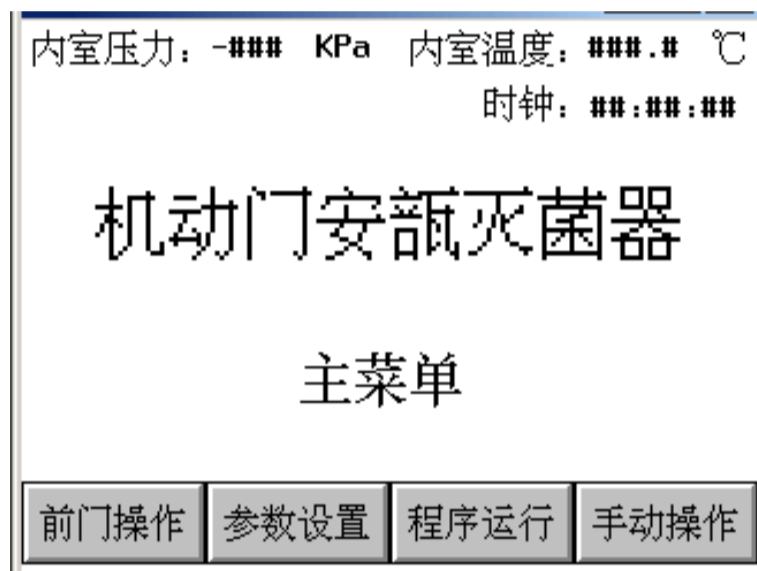 内室压力：-### KPa 内室温度：###.# ℃
时钟：##:##:##
机动门安瓿灭菌器
主菜单
前门操作 参数设置 程序运行 手动操作